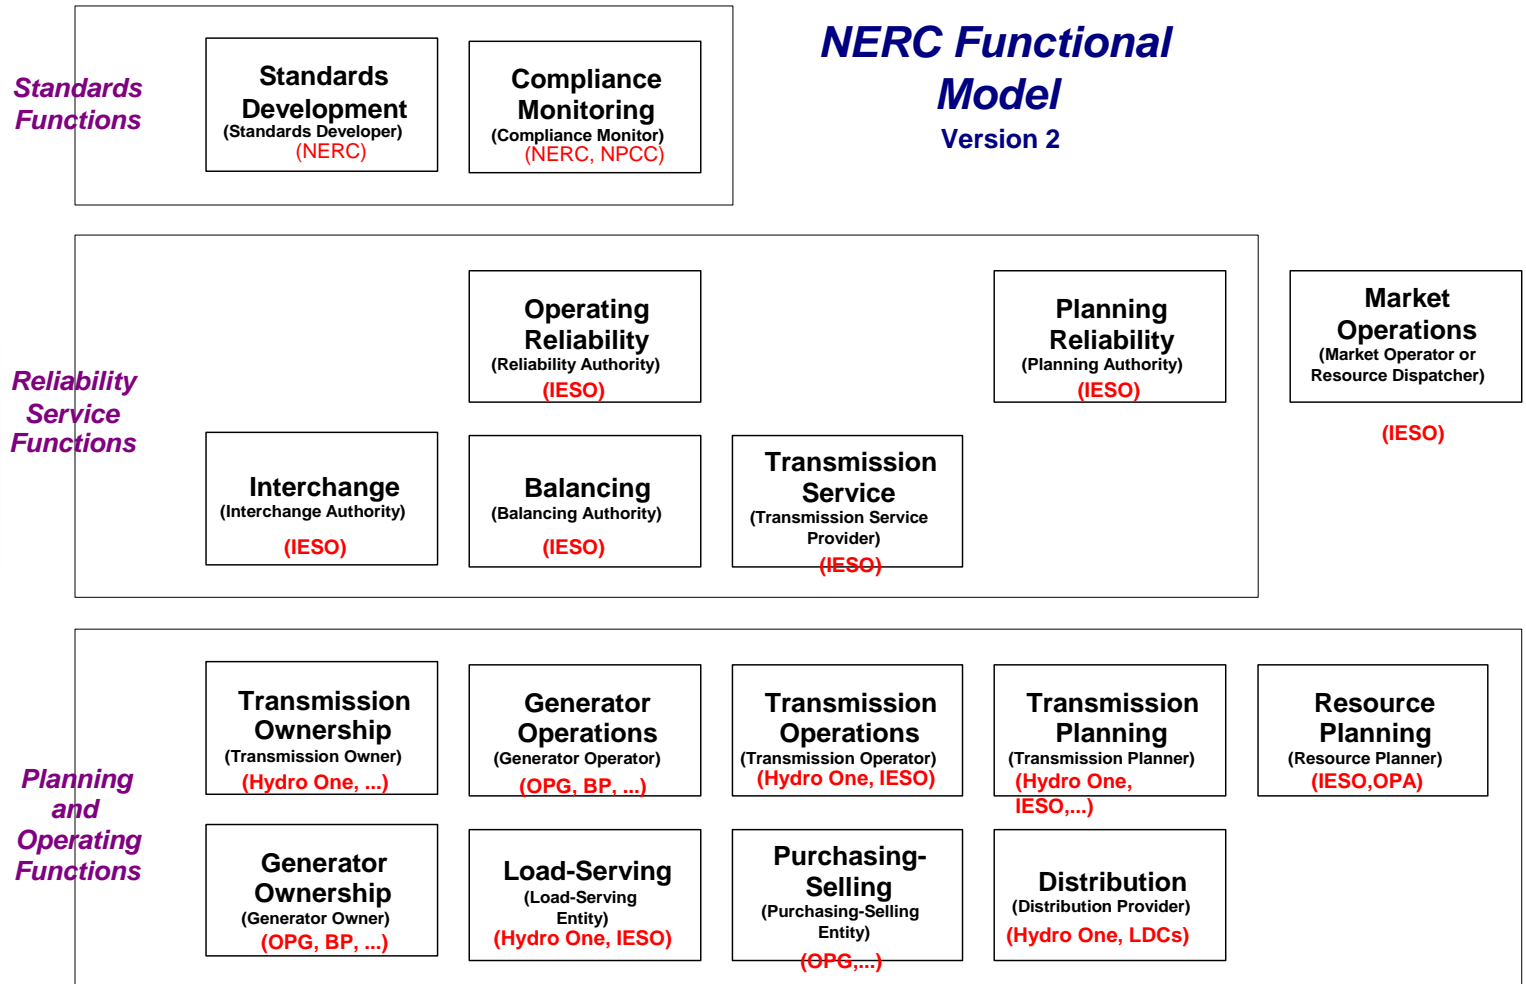 NERC Functional
Model
Version 2
Standards
Functions
Standards
Development
(Standards Developer)
(NERC)
Compliance
Monitoring
(Compliance Monitor)
(NERC, NPCC)
Reliability
Service
Functions
Operating
Reliability
(Reliability Authority)
(IESO)
Planning
Reliability
(Planning Authority)
(IESO)
Market
Operations
(Market Operator or
Resource Dispatcher)
(IESO)
Interchange
(Interchange Authority)
(IESO)
Balancing
(Balancing Authority)
(IESO)
Transmission
Service
(Transmission Service
Provider)
(IESO)
Planning
and
Operating
Functions
Transmission
Ownership
(Transmission Owner)
(Hydro One, ...)
Generator
Operations
(Generator Operator)
(OPG, BP, ...)
Transmission
Operations
(Transmission Operator)
(Hydro One, IESO)
Transmission
Planning
(Transmission Planner)
(Hydro One,
IESO,...)
Resource
Planning
(Resource Planner)
(IESO,OPA)
Generator
Ownership
(Generator Owner)
(OPG, BP, ...)
Load-Serving
(Load-Serving
Entity)
(Hydro One, IESO)
Purchasing-
Selling
(Purchasing-Selling
Entity)
(OPG,...)
Distribution
(Distribution Provider)
(Hydro One, LDCs)